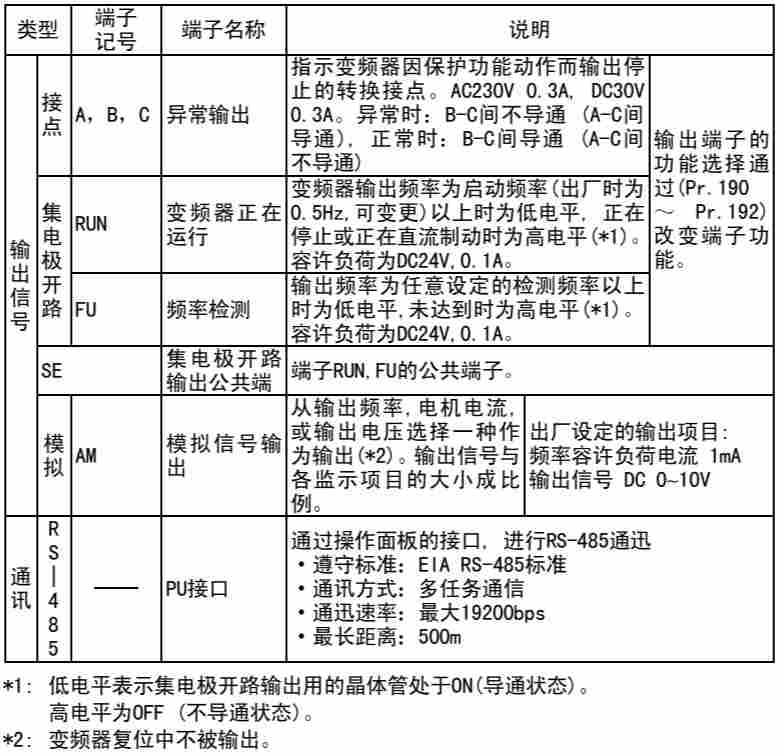 类型
端子
记号
端子名称
说明
输出信号
接点
A, B, C
异常输出
指示变频器因保护功能动作而输出停
止的转换接点。AC230V 0.3A, DC30V
0.3A。异常时: B-C间不导通 (A-C间
导通), 正常时: B-C间导通 (A-C间
不导通)
输出端子的
功能选择通
过(Pr.190
～ Pr.192)
改变端子功
能。
集电极开路
RUN
变频器正在
运行
变频器输出频率为启动频率(出厂时为
0.5Hz,可变更)以上时为低电平, 正在
停止或正在直流制动时为高电平(*1)。
容许负荷为DC24V,0.1A。
FU
频率检测
输出频率为任意设定的检测频率以上
时为低电平,未达到时为高电平(*1)。
容许负荷为DC24V,0.1A。
SE
集电极开路
输出公共端
端子RUN,FU的公共端子。
模拟
AM
模拟信号输
出
从输出频率,电机电流,
或输出电压选择一种作
为输出(*2)。输出信号与
各监示项目的大小成比
例。
出厂设定的输出项目:
频率容许负荷电流 1mA
输出信号 DC 0~10V
通讯
RS|485
——
PU接口
通过操作面板的接口, 进行RS-485通迅
·遵守标准: EIA RS-485标准
·通讯方式: 多任务通信
·通迅速率: 最大19200bps
·最长距离: 500m
*1: 低电平表示集电极开路输出用的晶体管处于ON(导通状态)。
高电平为OFF (不导通状态)。
*2: 变频器复位中不被输出。